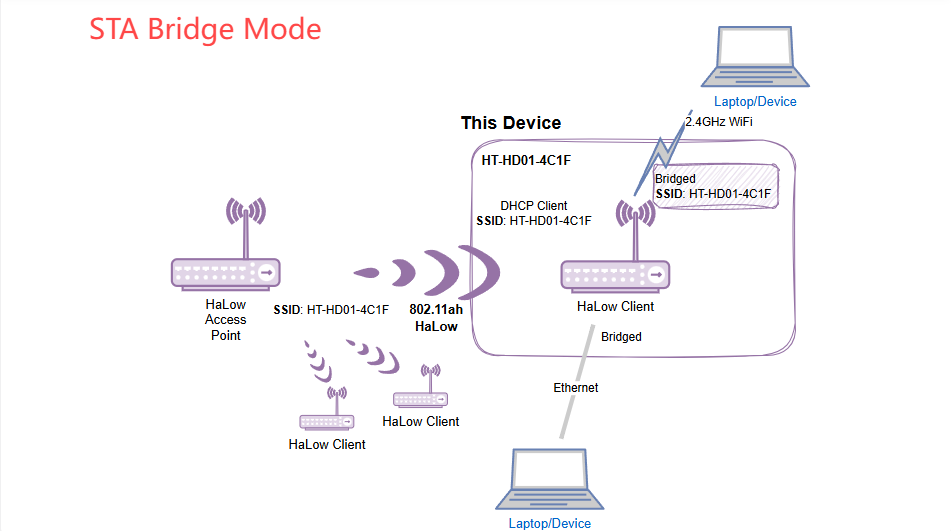 STA Bridge Mode
Laptop/Device
2.4GHz WiFi
This Device
HT-HD01-4C1F
Bridged
SSID: HT-HD01-4C1F
DHCP Client
SSID: HT-HD01-4C1F
HaLow
Access
Point
SSID: HT-HD01-4C1F
802.11ah
HaLow
HaLow Client
Bridged
Ethernet
HaLow Client
HaLow Client
Laptop/Device